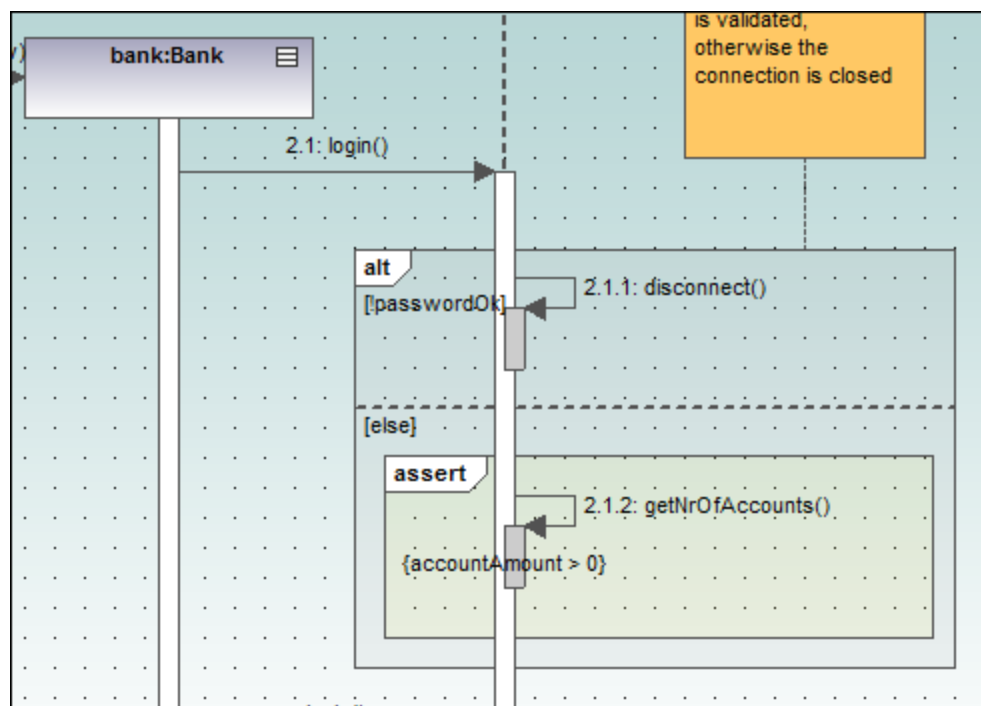 is validated,
otherwise the
connection is closed
bank:Bank
2.1: login()
alt
2.1.1: disconnect()
[!passwordOk]
[else]
assert
2.1.2: getNrOfAccounts()
{accountAmount > 0}